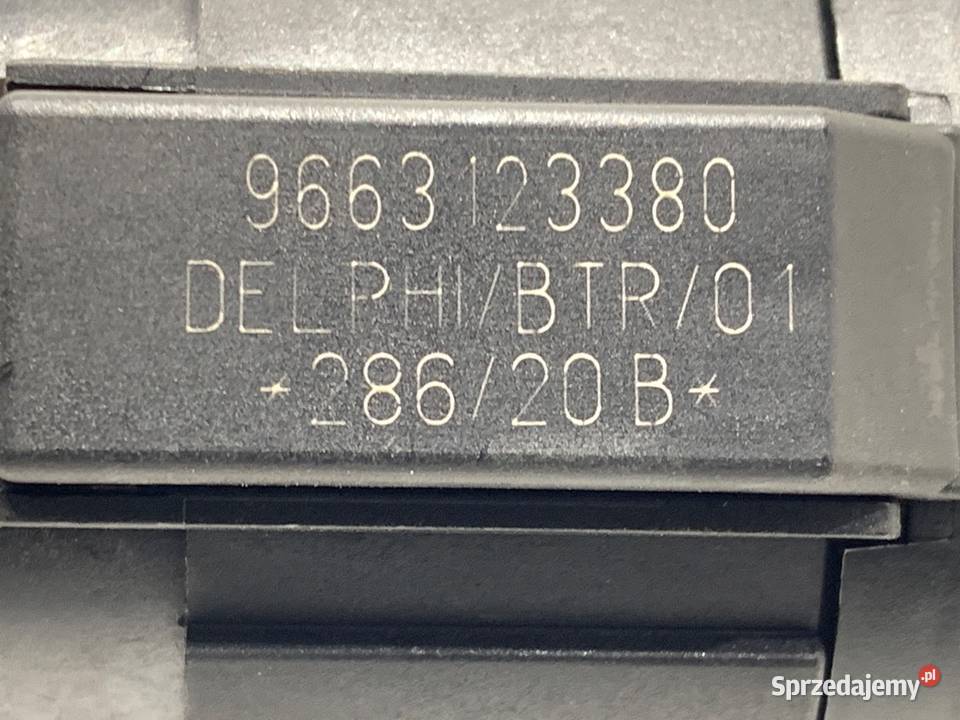 9663123380
DELPHI/BTR/01
*286/20B*
Sprzedajemy.pl